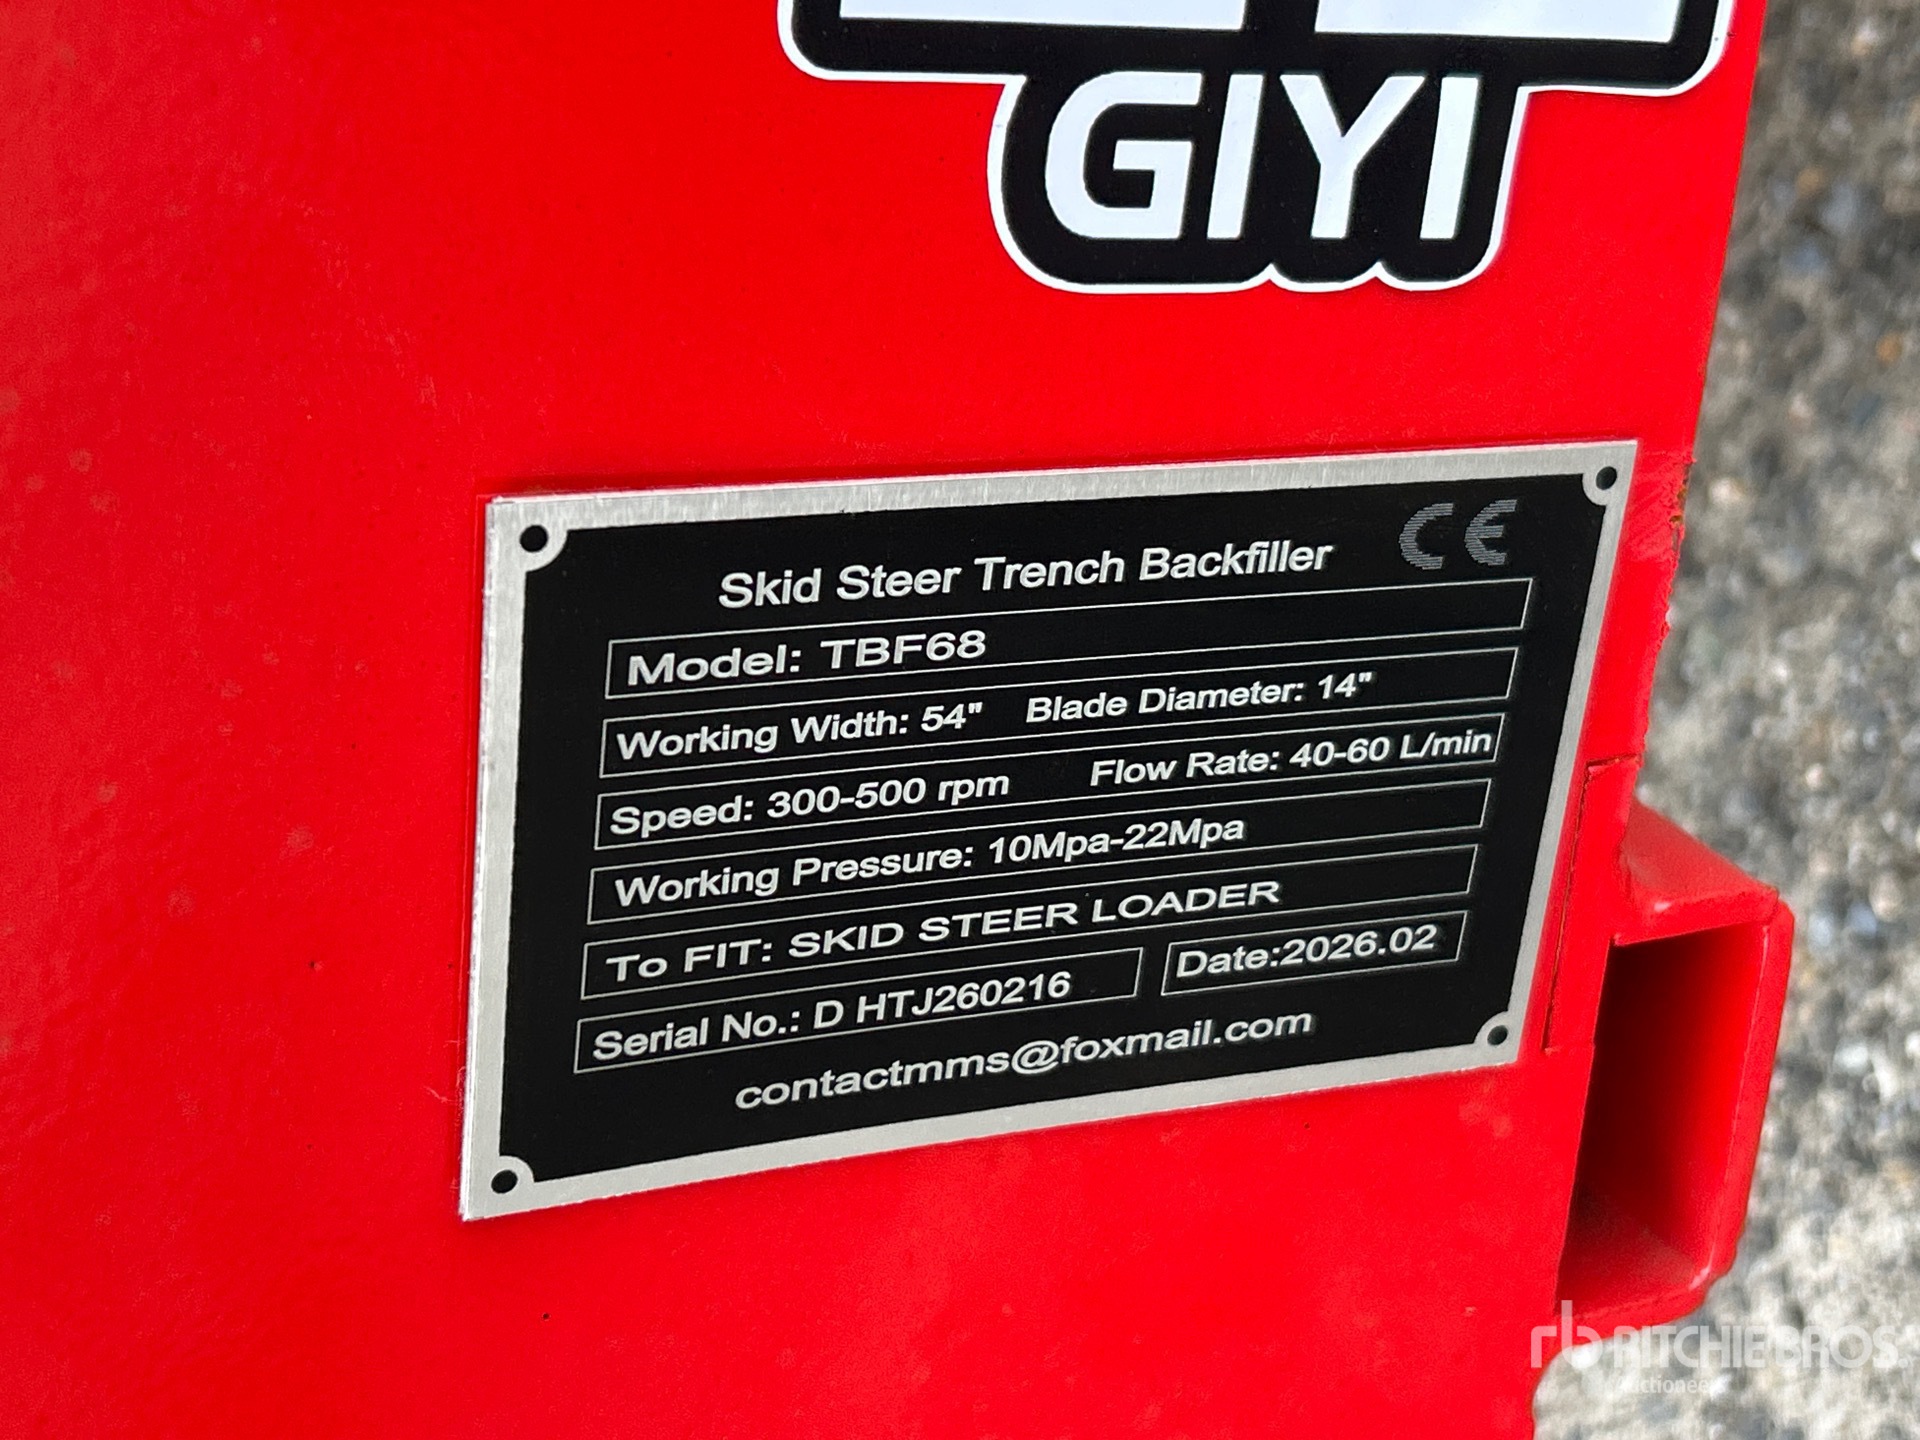 GIYI
CE
Skid Steer Trench Backfiller
Model: TBF68
Working Width: 54" Blade Diameter: 14"
Speed: 300-500 rpm Flow Rate: 40-60 L/min
Working Pressure: 10Mpa-22Mpa
To FIT: SKID STEER LOADER
Serial No.: D HTJ260216 Date:2026.02
contactmms@foxmail.com
rb RITCHIE BROS
Auctioneers